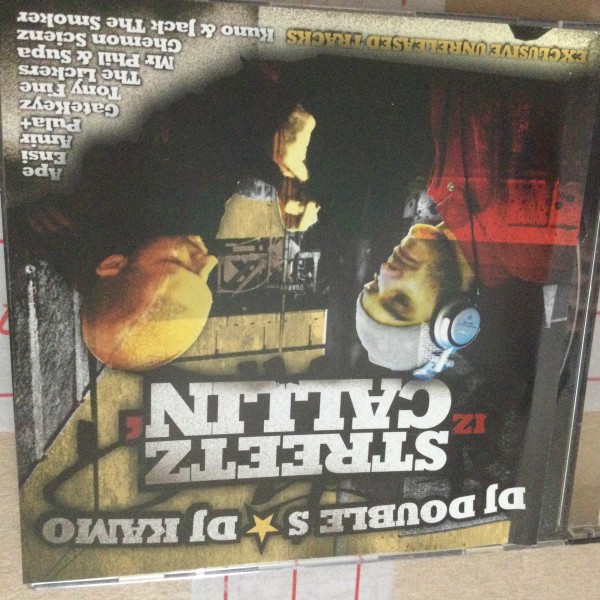 DJ DOUBLE S ★ DJ KAMO
STREETZ
IZ CALLIN'
Ape
Ensi
Amir
Pula+
GateKeyz
Tony Fine
The Lickers
Mr Phil & Supa
Ghemon Scienz
Kuno & Jack The Smoker
EXCLUSIVE UNRELEASED TRACKS